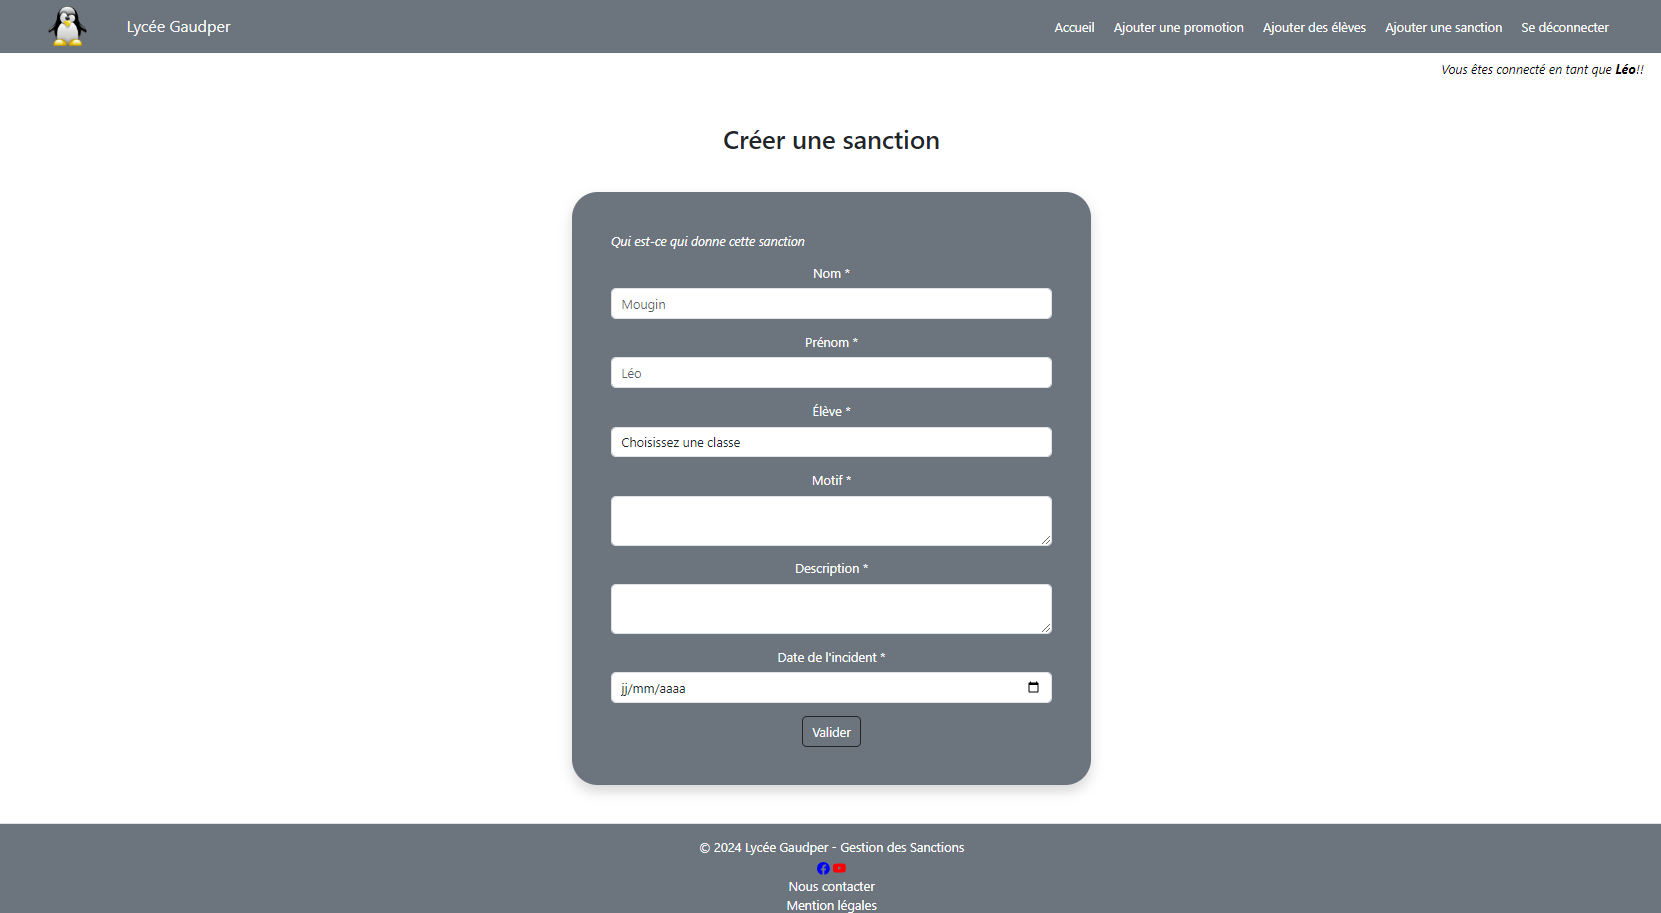 Lycée Gaudper
Accueil Ajouter une promotion Ajouter des élèves Ajouter une sanction Se déconnecter
Vous êtes connecté en tant que Léo!!
Créer une sanction
Qui est-ce qui donne cette sanction
Nom *
Mougin
Prénom *
Léo
Élève *
Choisissez une classe
Motif *
Description *
Date de l'incident *
jj/mm/aaaa
Valider
© 2024 Lycée Gaudper - Gestion des Sanctions
Nous contacter
Mention légales